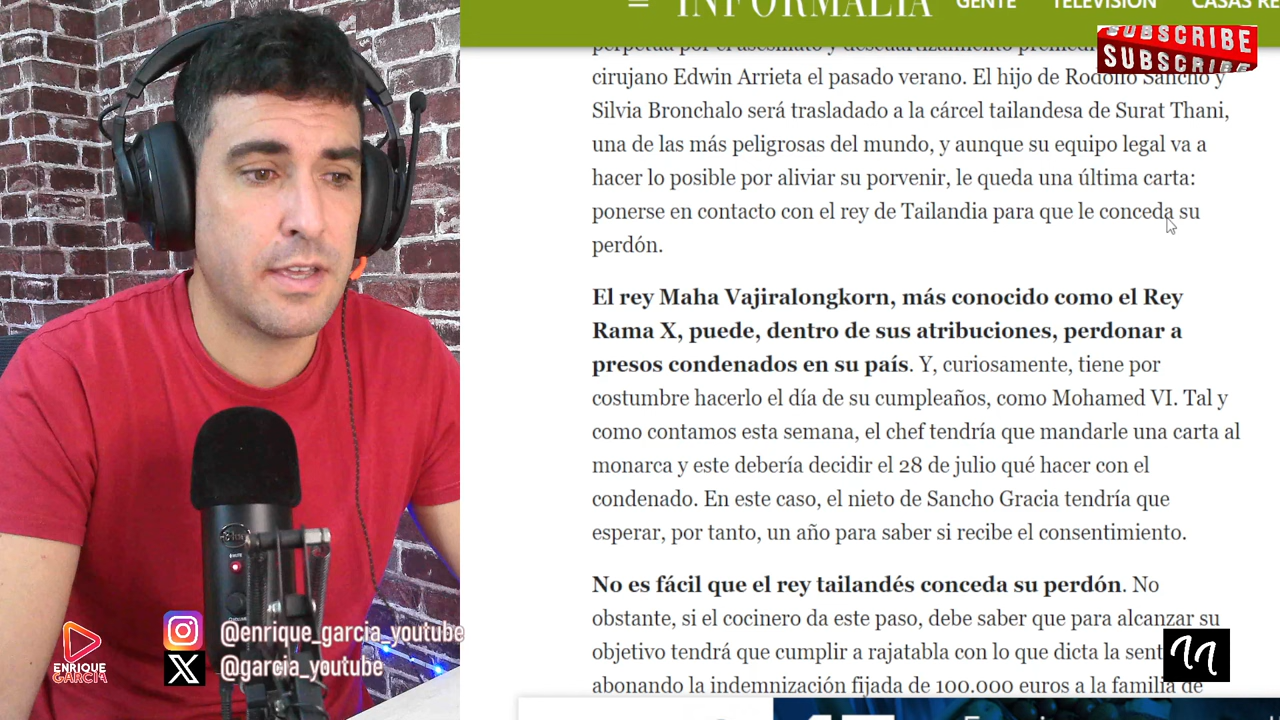 INFORMALIA GENTE TELEVISIÓN CASAS RE
SUBSCRIBE
SUBSCRIBE
perpetua por el asesinato y descuartizamiento
cirujano Edwin Arrieta el pasado verano. El hijo de Rodolfo Sancho y
Silvia Bronchalo será trasladado a la cárcel tailandesa de Surat Thani,
una de las más peligrosas del mundo, y aunque su equipo legal va a
hacer lo posible por aliviar su porvenir, le queda una última carta:
ponerse en contacto con el rey de Tailandia para que le conceda su
perdón.
El rey Maha Vajiralongkorn, más conocido como el Rey
Rama X, puede, dentro de sus atribuciones, perdonar a
presos condenados en su país. Y, curiosamente, tiene por
costumbre hacerlo el día de su cumpleaños, como Mohamed VI. Tal y
como contamos esta semana, el chef tendría que mandarle una carta al
monarca y este debería decidir el 28 de julio qué hacer con el
condenado. En este caso, el nieto de Sancho Gracia tendría que
esperar, por tanto, un año para saber si recibe el consentimiento.
No es fácil que el rey tailandés conceda su perdón. No
obstante, si el cocinero da este paso, debe saber que para alcanzar su
objetivo tendrá que cumplir a rajatabla con lo que dicta la sent
abonando la indemnización fijada de 100.000 euros a la familia de
@enrique_garcia_youtube
@garcia_youtube
ENRIQUE
GARCIA